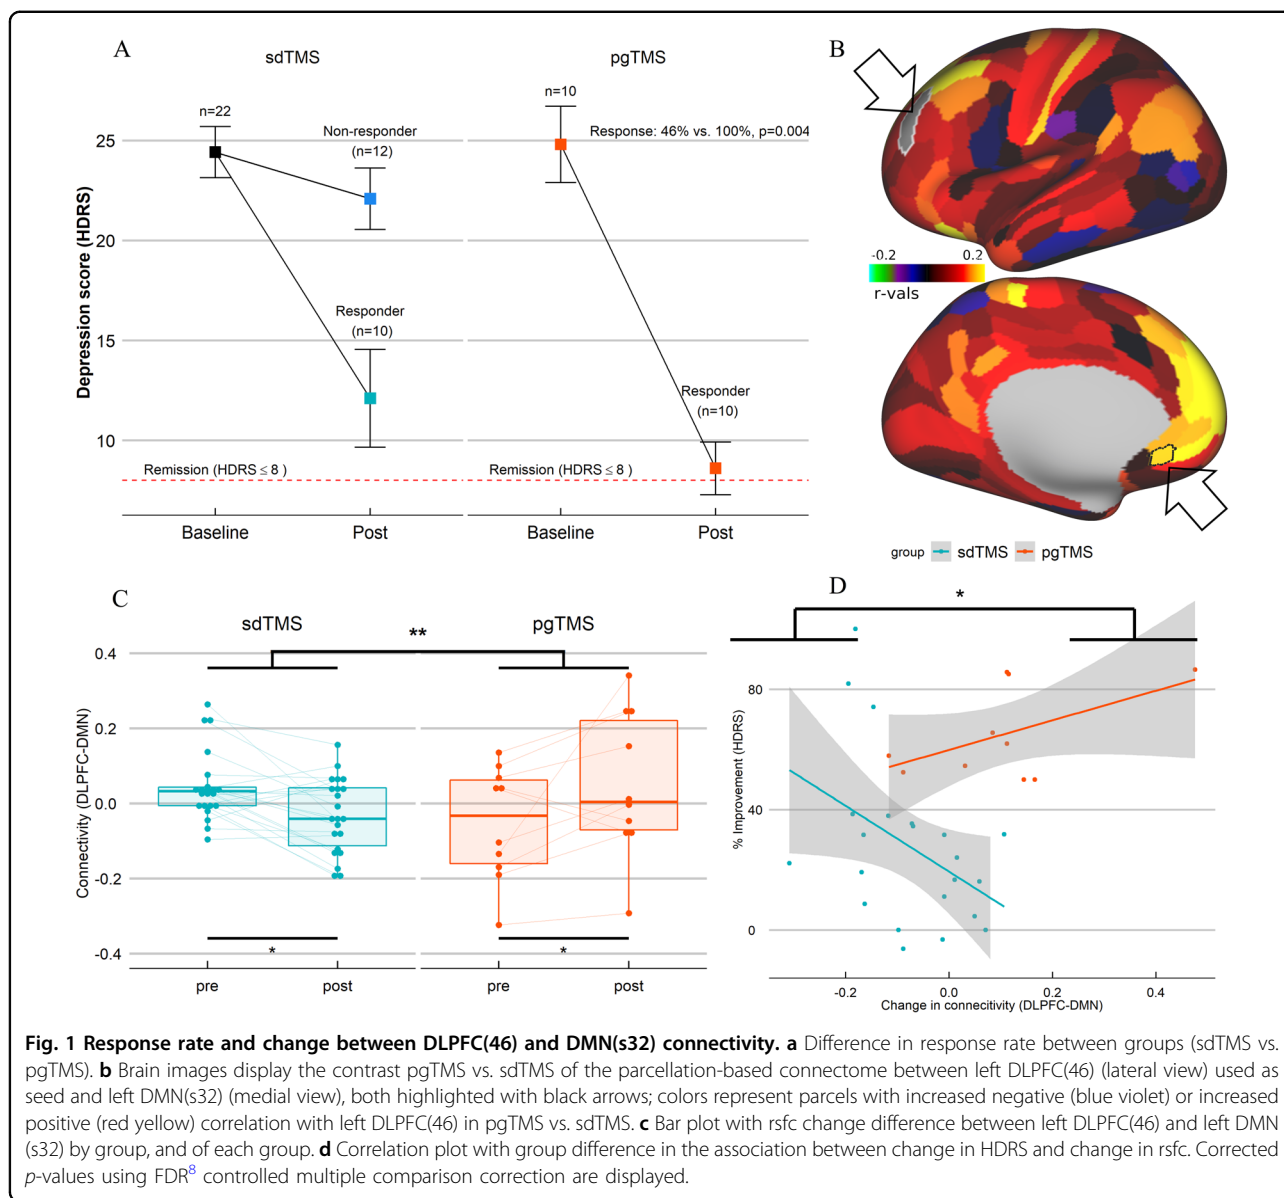 A
sdTMS
pgTMS
n=22
Non-responder
(n=12)
Responder
(n=10)
n=10
Response: 46% vs. 100%, p=0.004
Responder
(n=10)
25
20
15
10
Depression score (HDRS)
Remission (HDRS ≤ 8 )
Remission (HDRS ≤ 8 )
Baseline
Post
Baseline
Post
B
-0.2
0.2
r-vals
C
sdTMS
pgTMS
**
0.4
0.2
0.0
-0.2
-0.4
Connectivity (DLPFC-DMN)
*
*
pre
post
pre
post
group sdTMS pgTMS
D
*
80
40
0
% Improvement (HDRS)
-0.2
0.0
0.2
0.4
Change in connecitivity (DLPFC-DMN)
Fig. 1 Response rate and change between DLPFC(46) and DMN(s32) connectivity. a Difference in response rate between groups (sdTMS vs.
pgTMS). b Brain images display the contrast pgTMS vs. sdTMS of the parcellation-based connectome between left DLPFC(46) (lateral view) used as
seed and left DMN(s32) (medial view), both highlighted with black arrows; colors represent parcels with increased negative (blue violet) or increased
positive (red yellow) correlation with left DLPFC(46) in pgTMS vs. sdTMS. c Bar plot with rsfc change difference between left DLPFC(46) and left DMN
(s32) by group, and of each group. d Correlation plot with group difference in the association between change in HDRS and change in rsfc. Corrected
p-values using FDR8 controlled multiple comparison correction are displayed.